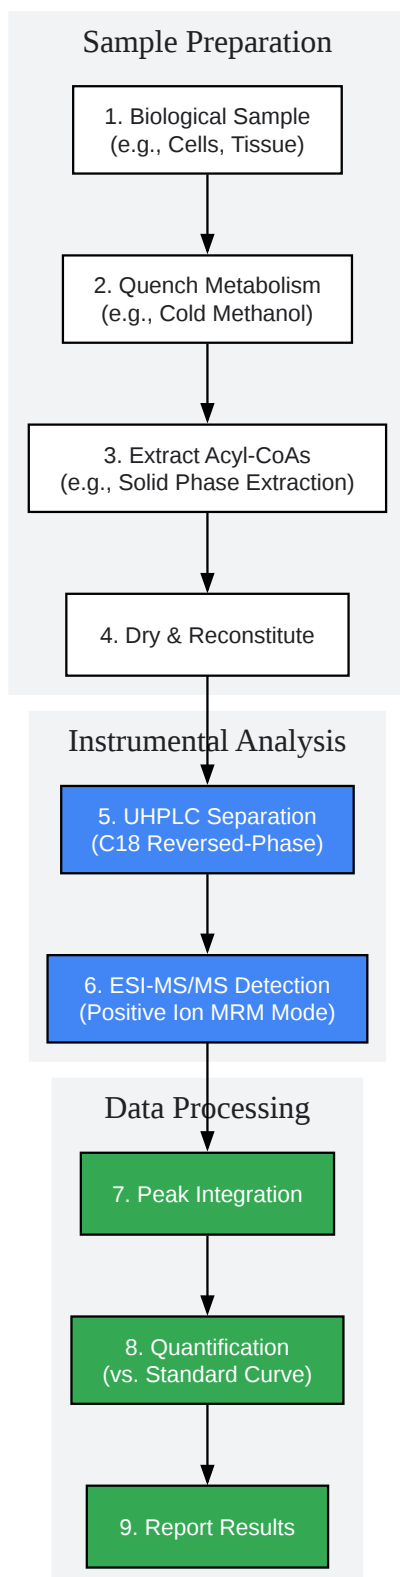 Sample Preparation
1. Biological Sample
(e.g., Cells, Tissue)
2. Quench Metabolism
(e.g., Cold Methanol)
3. Extract Acyl-CoAs
(e.g., Solid Phase Extraction)
4. Dry & Reconstitute
Instrumental Analysis
5. UHPLC Separation
(C18 Reversed-Phase)
6. ESI-MS/MS Detection
(Positive Ion MRM Mode)
Data Processing
7. Peak Integration
8. Quantification
(vs. Standard Curve)
9. Report Results